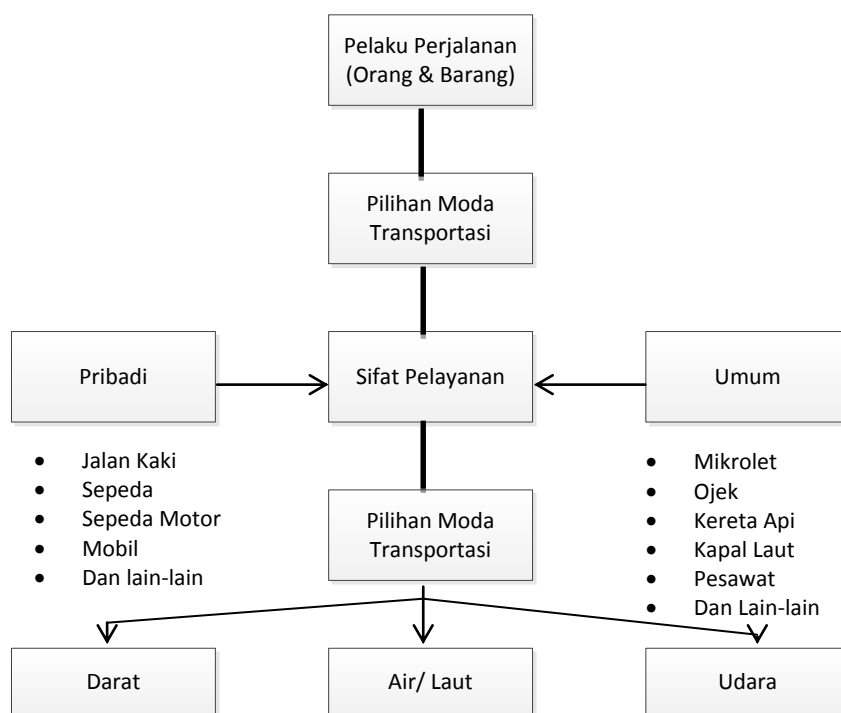 Pelaku Perjalanan
(Orang & Barang)
Pilihan Moda
Transportasi
Pribadi
Sifat Pelayanan
Umum
• Jalan Kaki
• Sepeda
• Sepeda Motor
• Mobil
• Dan lain-lain
• Mikrolet
• Ojek
• Kereta Api
• Kapal Laut
• Pesawat
• Dan Lain-lain
Pilihan Moda
Transportasi
Darat
Air/ Laut
Udara